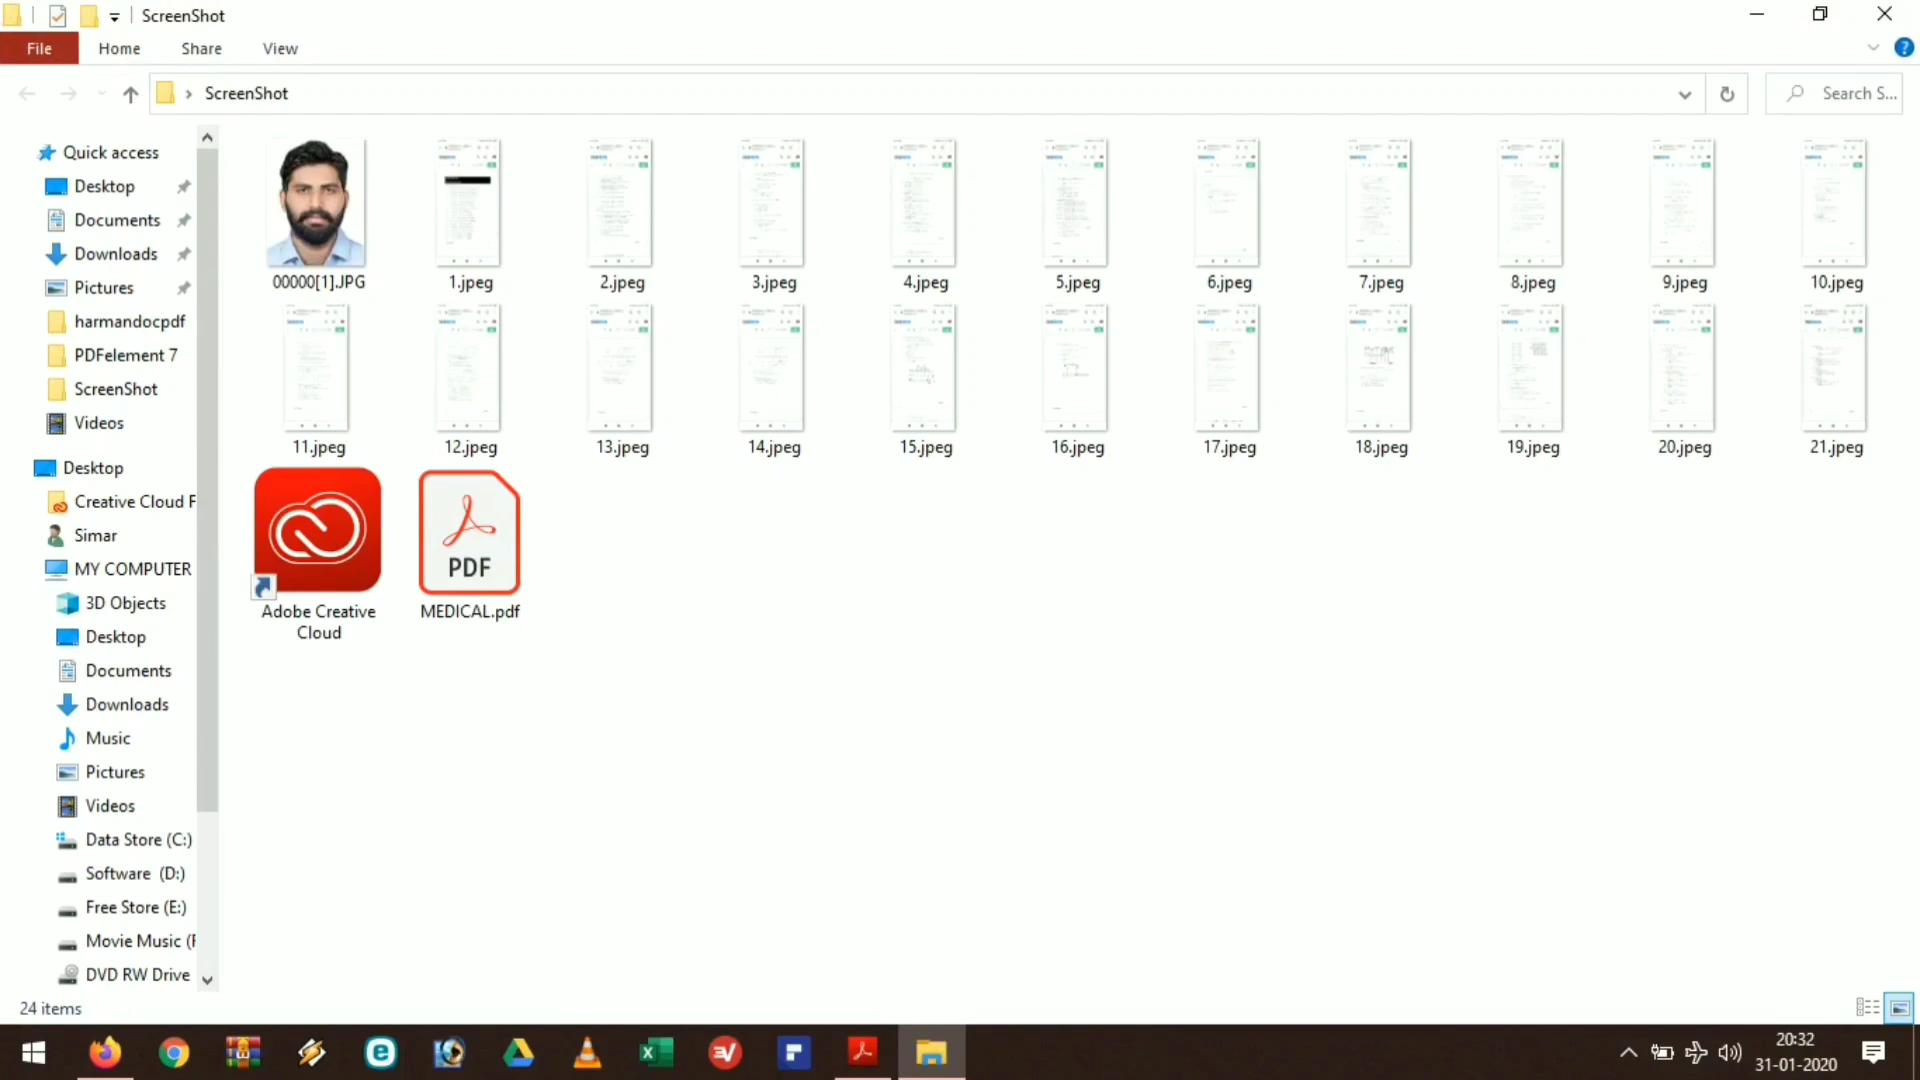 ScreenShot
File Home Share View
ScreenShot
Search S...
Quick access
Desktop
Documents
Downloads
Pictures
harmandocpdf
PDFelement 7
ScreenShot
Videos
Desktop
Creative Cloud F
Simar
MY COMPUTER
3D Objects
Desktop
Documents
Downloads
Music
Pictures
Videos
Data Store (C:)
Software (D:)
Free Store (E:)
Movie Music (F
DVD RW Drive
00000[1].JPG 1.jpeg 2.jpeg 3.jpeg 4.jpeg 5.jpeg 6.jpeg 7.jpeg 8.jpeg 9.jpeg 10.jpeg
11.jpeg 12.jpeg 13.jpeg 14.jpeg 15.jpeg 16.jpeg 17.jpeg 18.jpeg 19.jpeg 20.jpeg 21.jpeg
PDF
Adobe Creative
Cloud
MEDICAL.pdf
24 items
20:32
31-01-2020